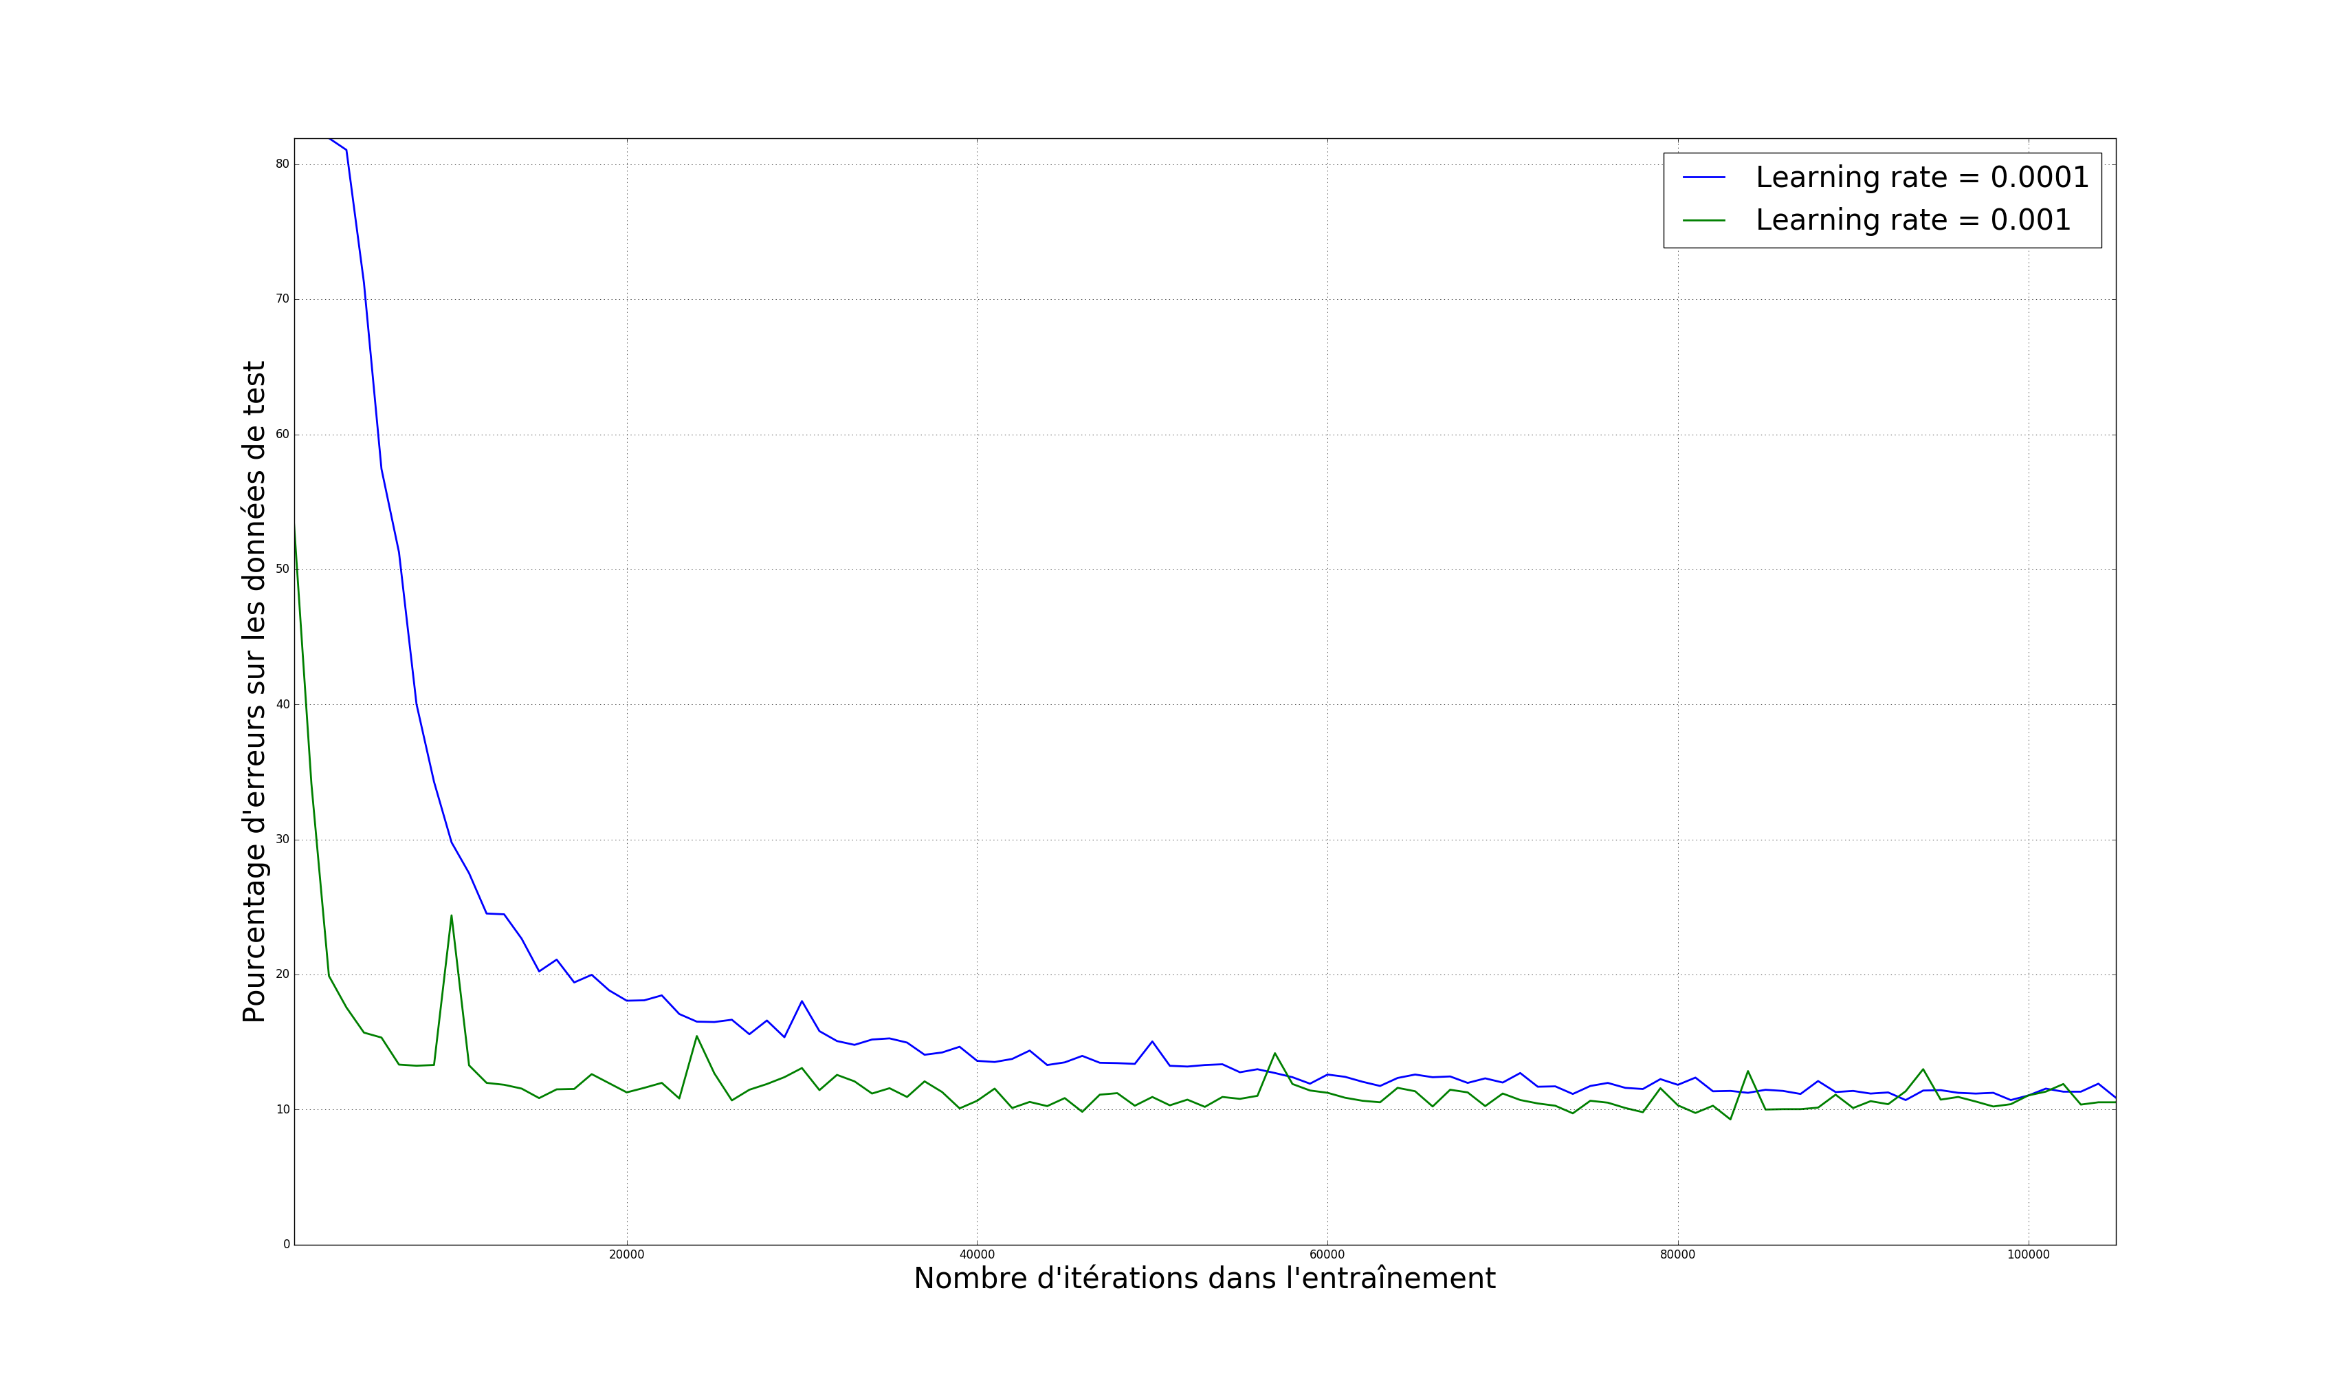 Learning rate = 0.0001
Learning rate = 0.001
80
70
60
50
40
30
20
10
0
Pourcentage d'erreurs sur les données de test
20000 40000 60000 80000 100000
Nombre d'itérations dans l'entraînement